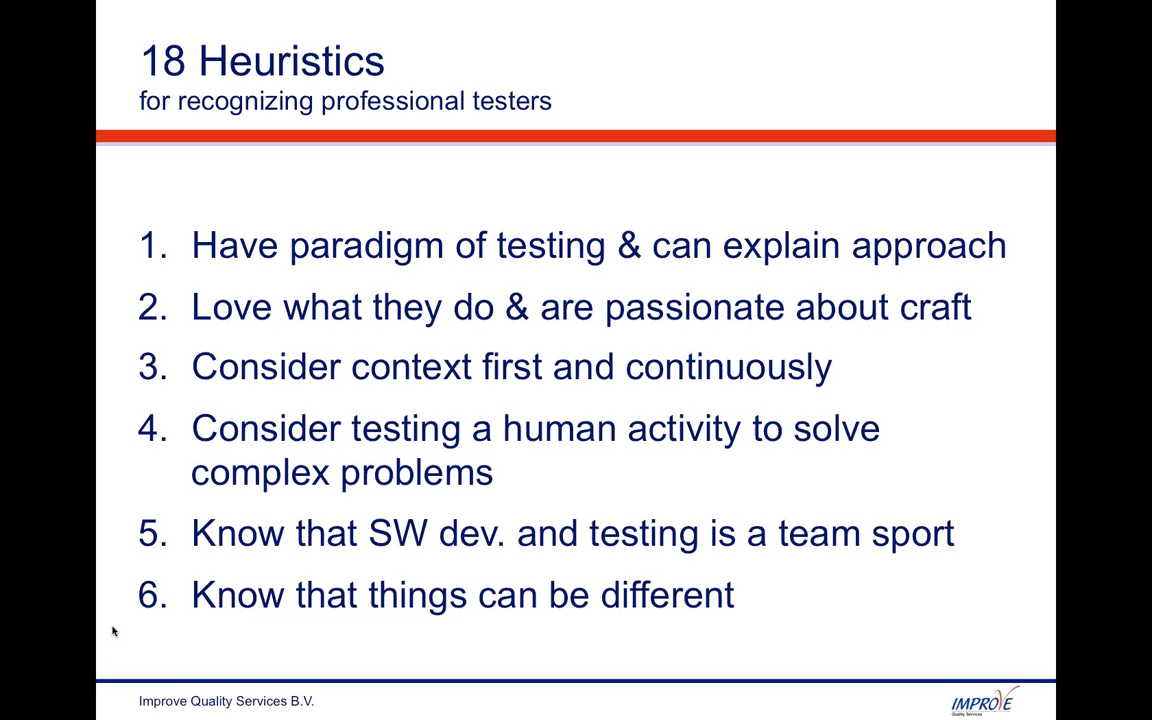 18 Heuristics
for recognizing professional testers
1. Have paradigm of testing & can explain approach
2. Love what they do & are passionate about craft
3. Consider context first and continuously
4. Consider testing a human activity to solve
complex problems
5. Know that SW dev. and testing is a team sport
6. Know that things can be different
Improve Quality Services B.V.
IMPROVE
Quality Services